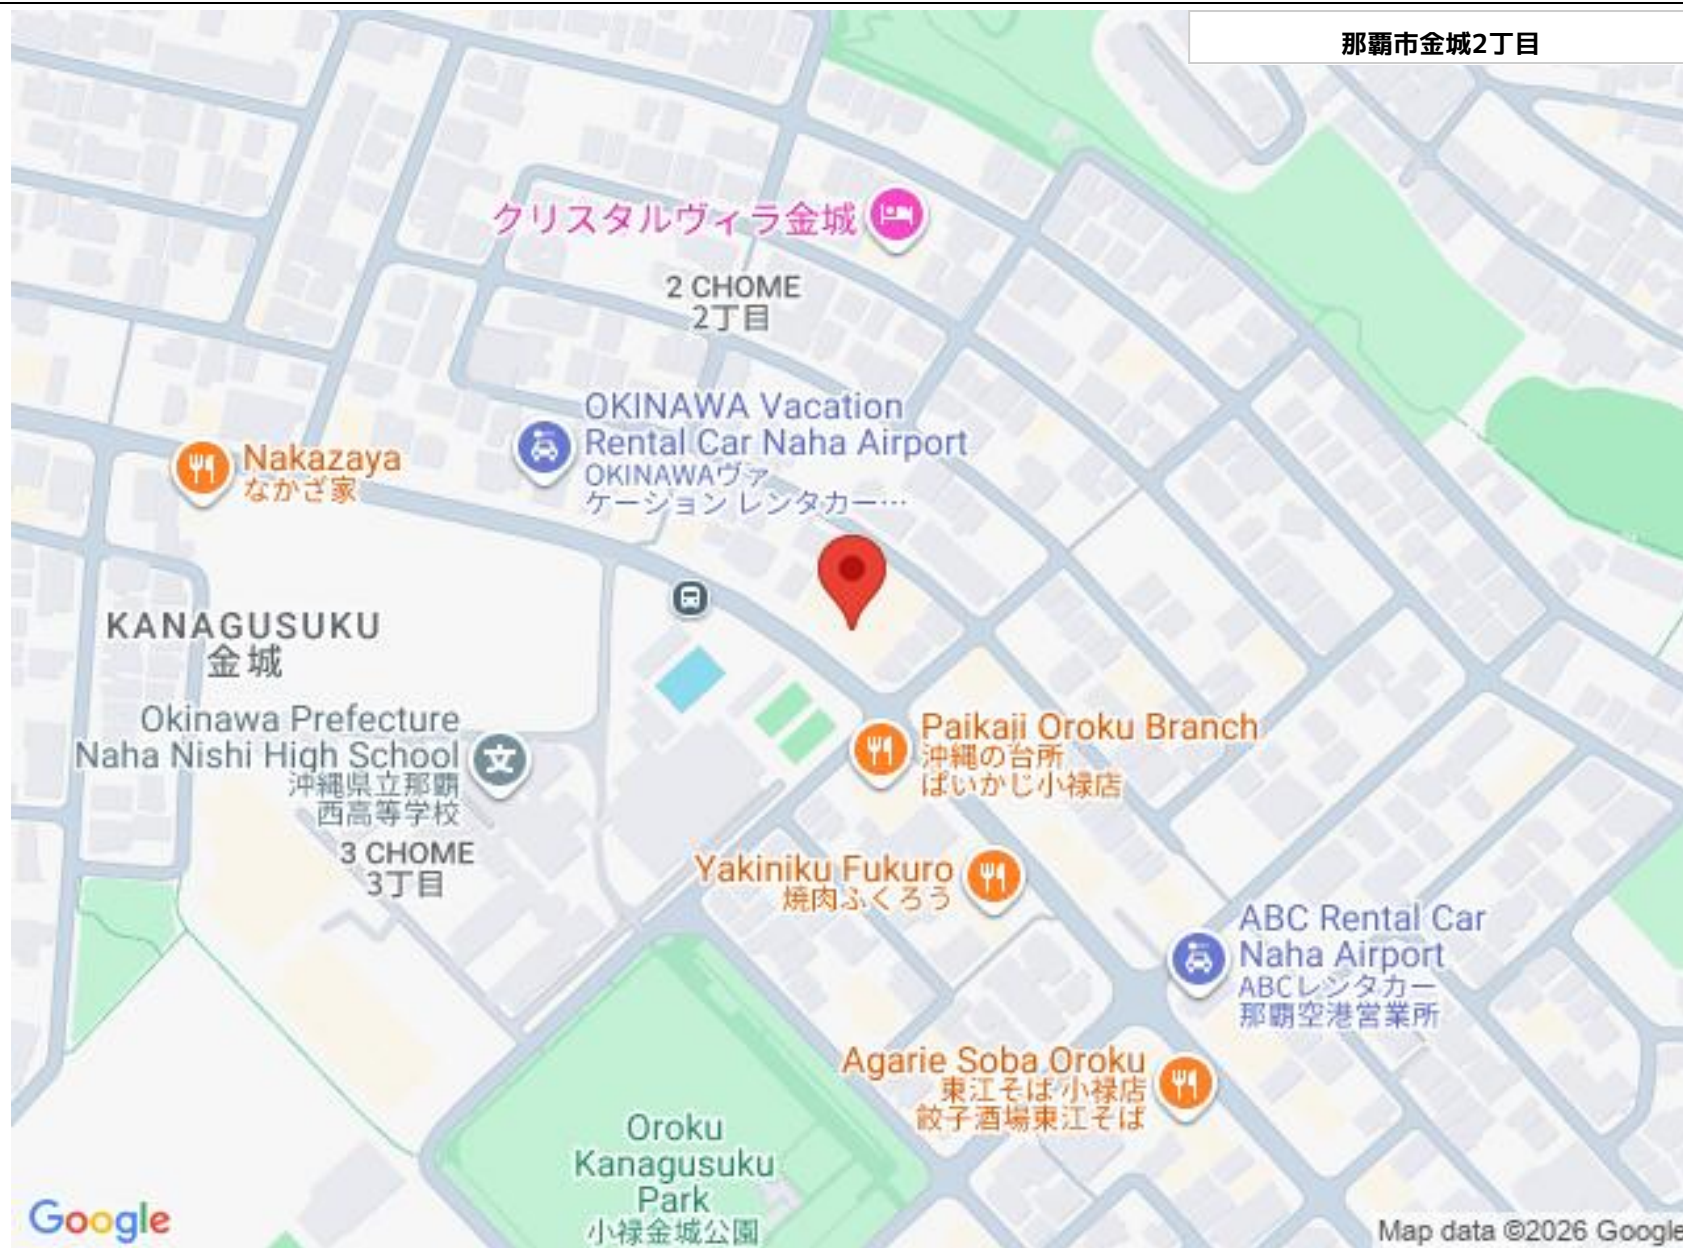 那覇市金城2丁目
クリスタルヴィラ金城
2 CHOME
2丁目
OKINAWA Vacation
Rental Car Naha Airport
OKINAWAヴァ
ケーション レンタカー…
Nakazaya
なかざ家
KANAGUSUKU
金城
Okinawa Prefecture
Naha Nishi High School
沖縄県立那覇
西高等学校
文
3 CHOME
3丁目
Paikaji Oroku Branch
沖縄の台所
ぱいかじ小禄店
Yakiniku Fukuro
焼肉ふくろう
ABC Rental Car
Naha Airport
ABCレンタカー
那覇空港営業所
Agarie Soba Oroku
東江そば 小禄店
餃子酒場東江そば
Oroku
Kanagusuku
Park
小禄金城公園
Google
Map data ©2026 Google